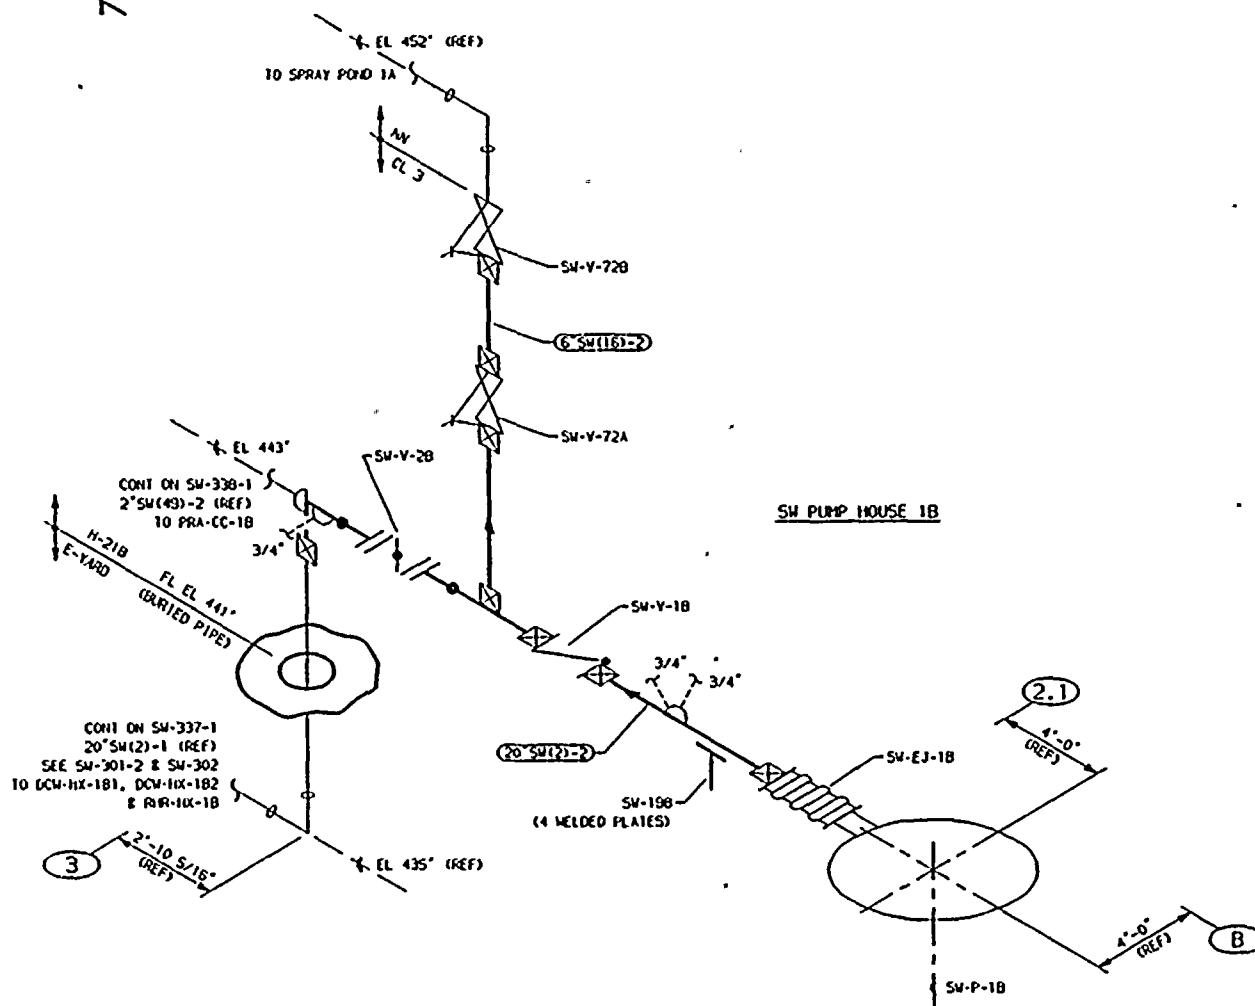 7
EL 452' (REF)
TO SPRAY POND 1A
AN
CL 3
SW-V-72B
6"SW(16)-2
SW-V-72A
EL 443'
SW-V-2B
CONT ON SW-338-1
2"SW(49)-2 (REF)
TO PRA-CC-1B
3/4"
SW PUMP HOUSE 1B
H-21B
E-YARD
FL EL 441'
(BURIED PIPE)
SW-V-1B
3/4"
3/4"
2.1
4'-0"
(REF)
CONT ON SW-337-1
20"SW(2)-1 (REF)
SEE SW-301-2 & SW-302
TO DCW-HX-1B1, DCW-HX-1B2
& RHR-HX-1B
20"SW(2)-2
SW-EJ-1B
SW-198
(4 WELDED PLATES)
3
2'-10 5/16"
(REF)
EL 435' (REF)
4'-0"
(REF)
B
SW-P-1B